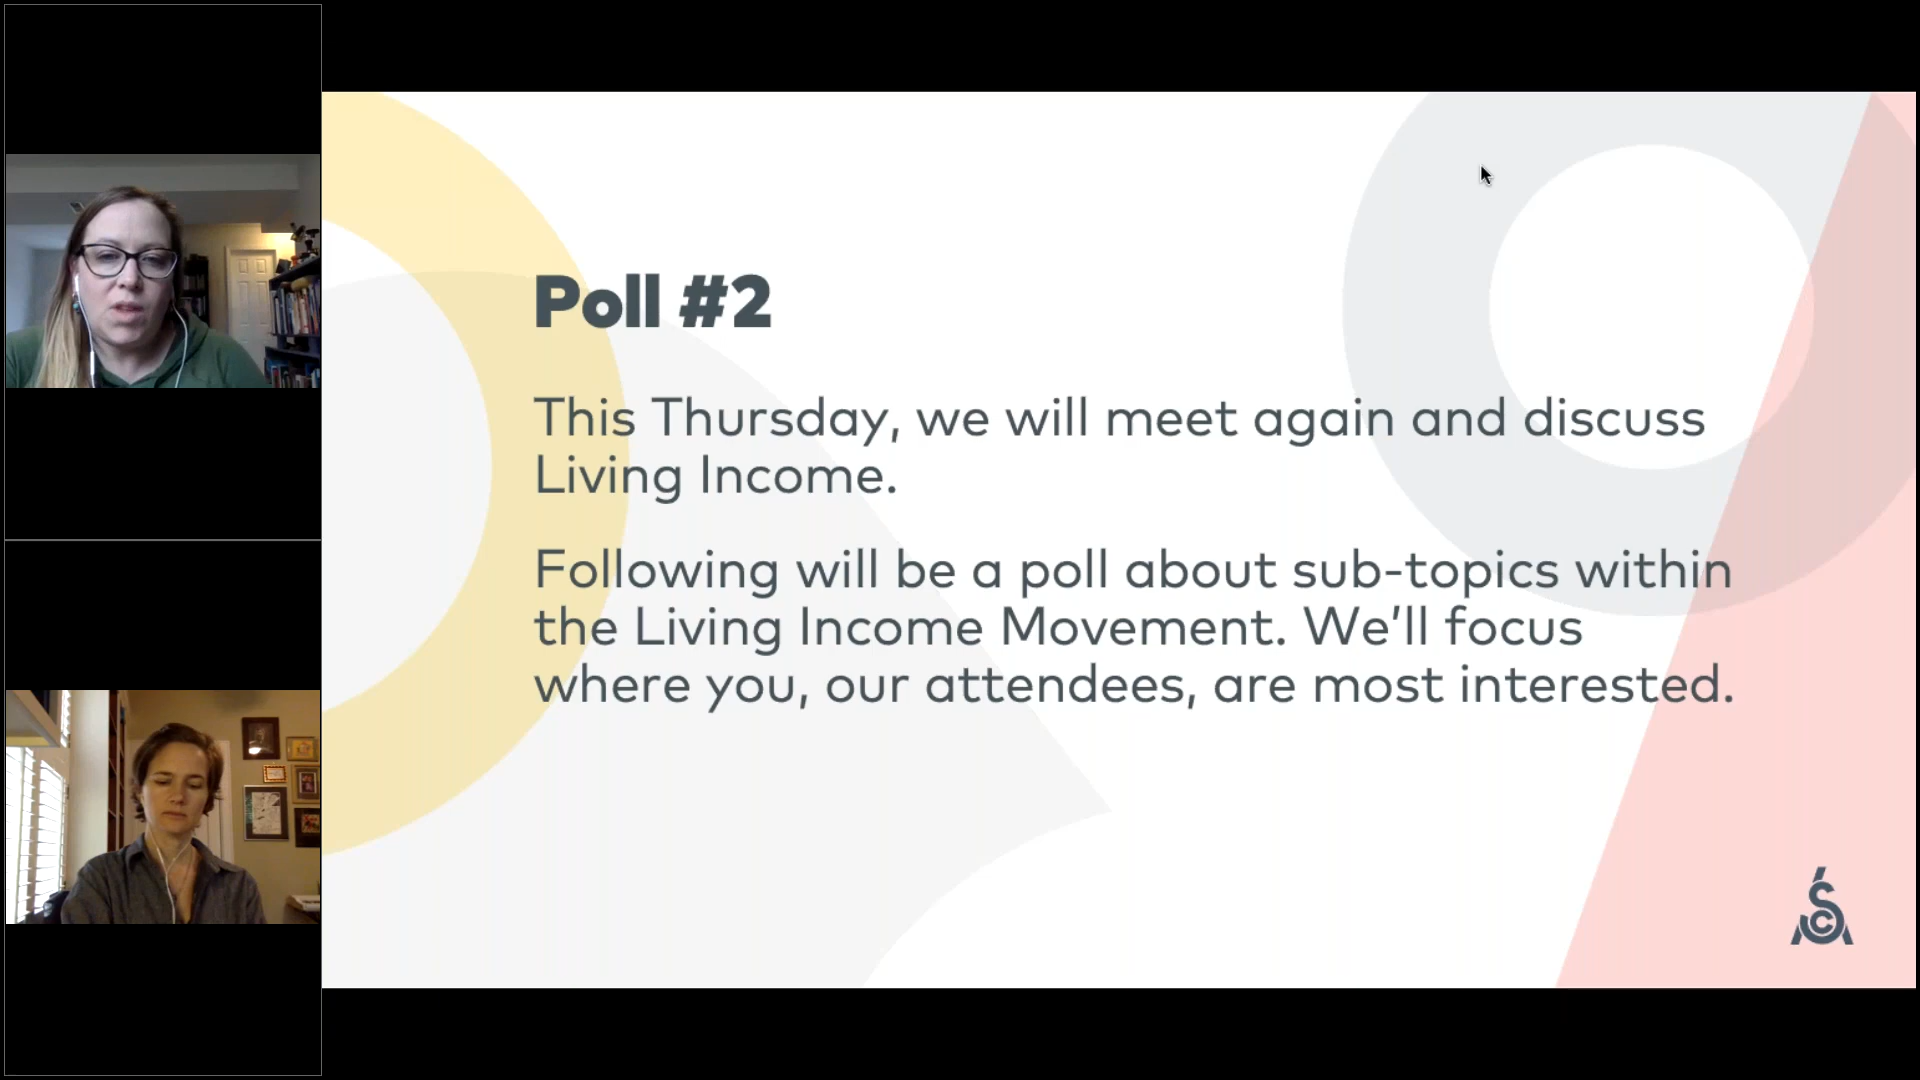 Poll #2
This Thursday, we will meet again and discuss
Living Income.
Following will be a poll about sub-topics within
the Living Income Movement. We’ll focus
where you, our attendees, are most interested.